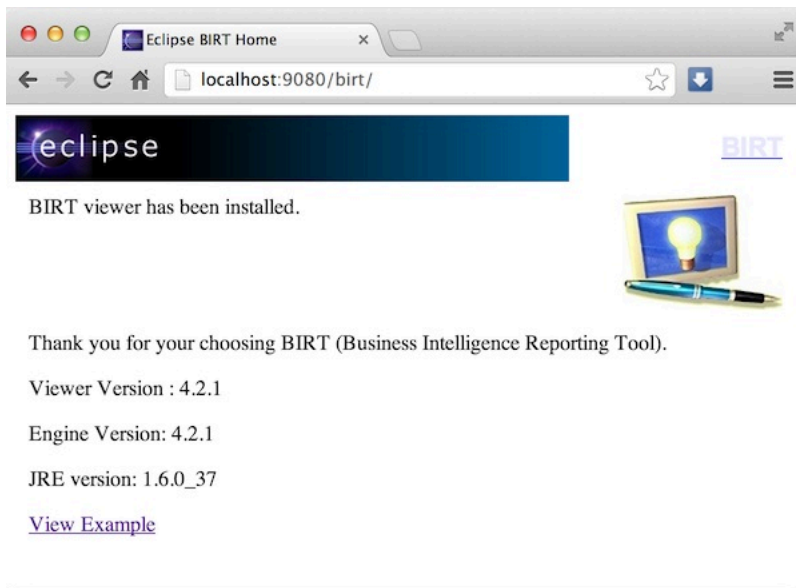 Eclipse BIRT Home
localhost:9080/birt/
eclipse
BIRT
BIRT viewer has been installed.
Thank you for your choosing BIRT (Business Intelligence Reporting Tool).
Viewer Version : 4.2.1
Engine Version: 4.2.1
JRE version: 1.6.0_37
View Example